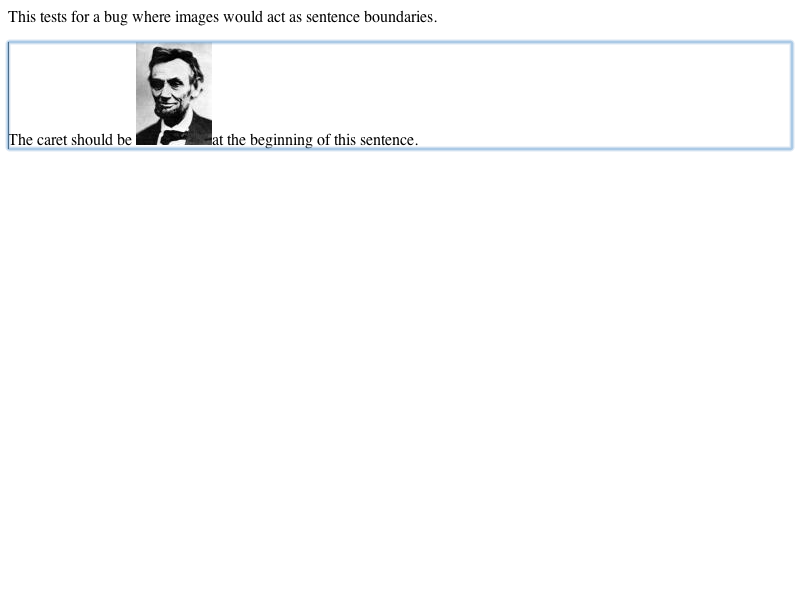 This tests for a bug where images would act as sentence boundaries.
The caret should be at the beginning of this sentence.